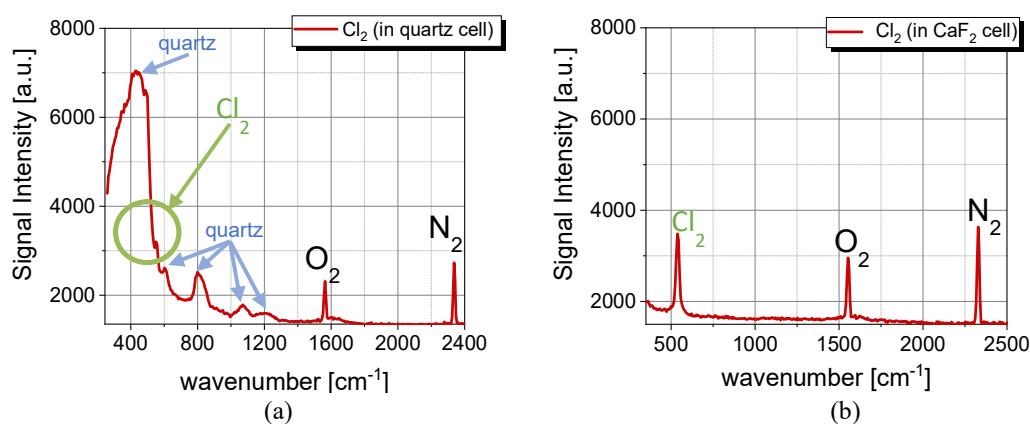 Cl₂ (in quartz cell)
8000
6000
4000
2000
Signal Intensity [a.u.]
quartz
Cl₂
quartz
O₂
N₂
400 800 1200 1600 2000 2400
wavenumber [cm⁻¹]
(a)
Cl₂ (in CaF₂ cell)
8000
6000
4000
2000
Signal Intensity [a.u.]
Cl₂
O₂
N₂
500 1000 1500 2000 2500
wavenumber [cm⁻¹]
(b)